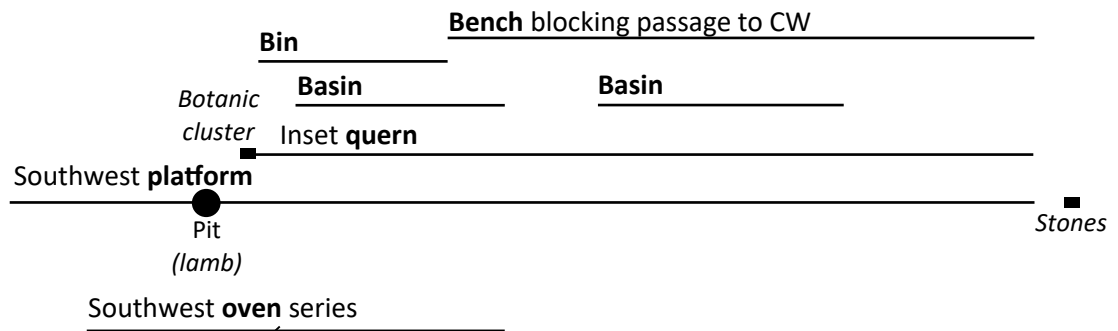 Bench blocking passage to CW
Bin
Basin
Basin
Botanic
cluster
Inset quern
Southwest platform
Pit
(lamb)
Stones
Southwest oven series